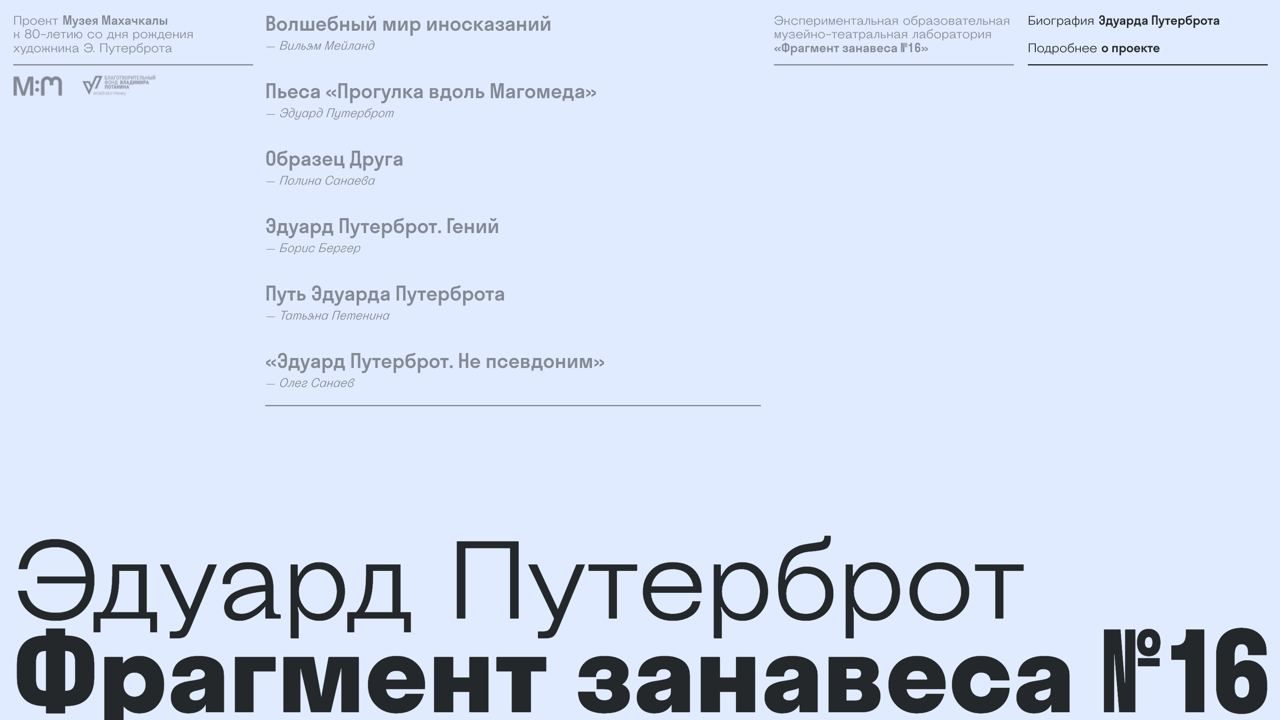 Проект Музея Махачкалы
к 80-летию со дня рождения
художника Э. Путерброта
М:М
БЛАГОТВОРИТЕЛЬНЫЙ
ФОНД ВЛАДИМИРА
ПОТАНИНА
Волшебный мир иносказаний
— Вильям Мейланд
Пьеса «Прогулка вдоль Магомеда»
— Эдуард Путерброт
Образец Друга
— Полина Санаева
Эдуард Путерброт. Гений
— Борис Бергер
Путь Эдуарда Путерброта
— Татьяна Петенина
«Эдуард Путерброт. Не псевдоним»
— Олег Санаев
Экспериментальная образовательная
музейно-театральная лаборатория
«Фрагмент занавеса №16»
Биография Эдуарда Путерброта
Подробнее о проекте
Эдуард Путерброт
Фрагмент занавеса №16